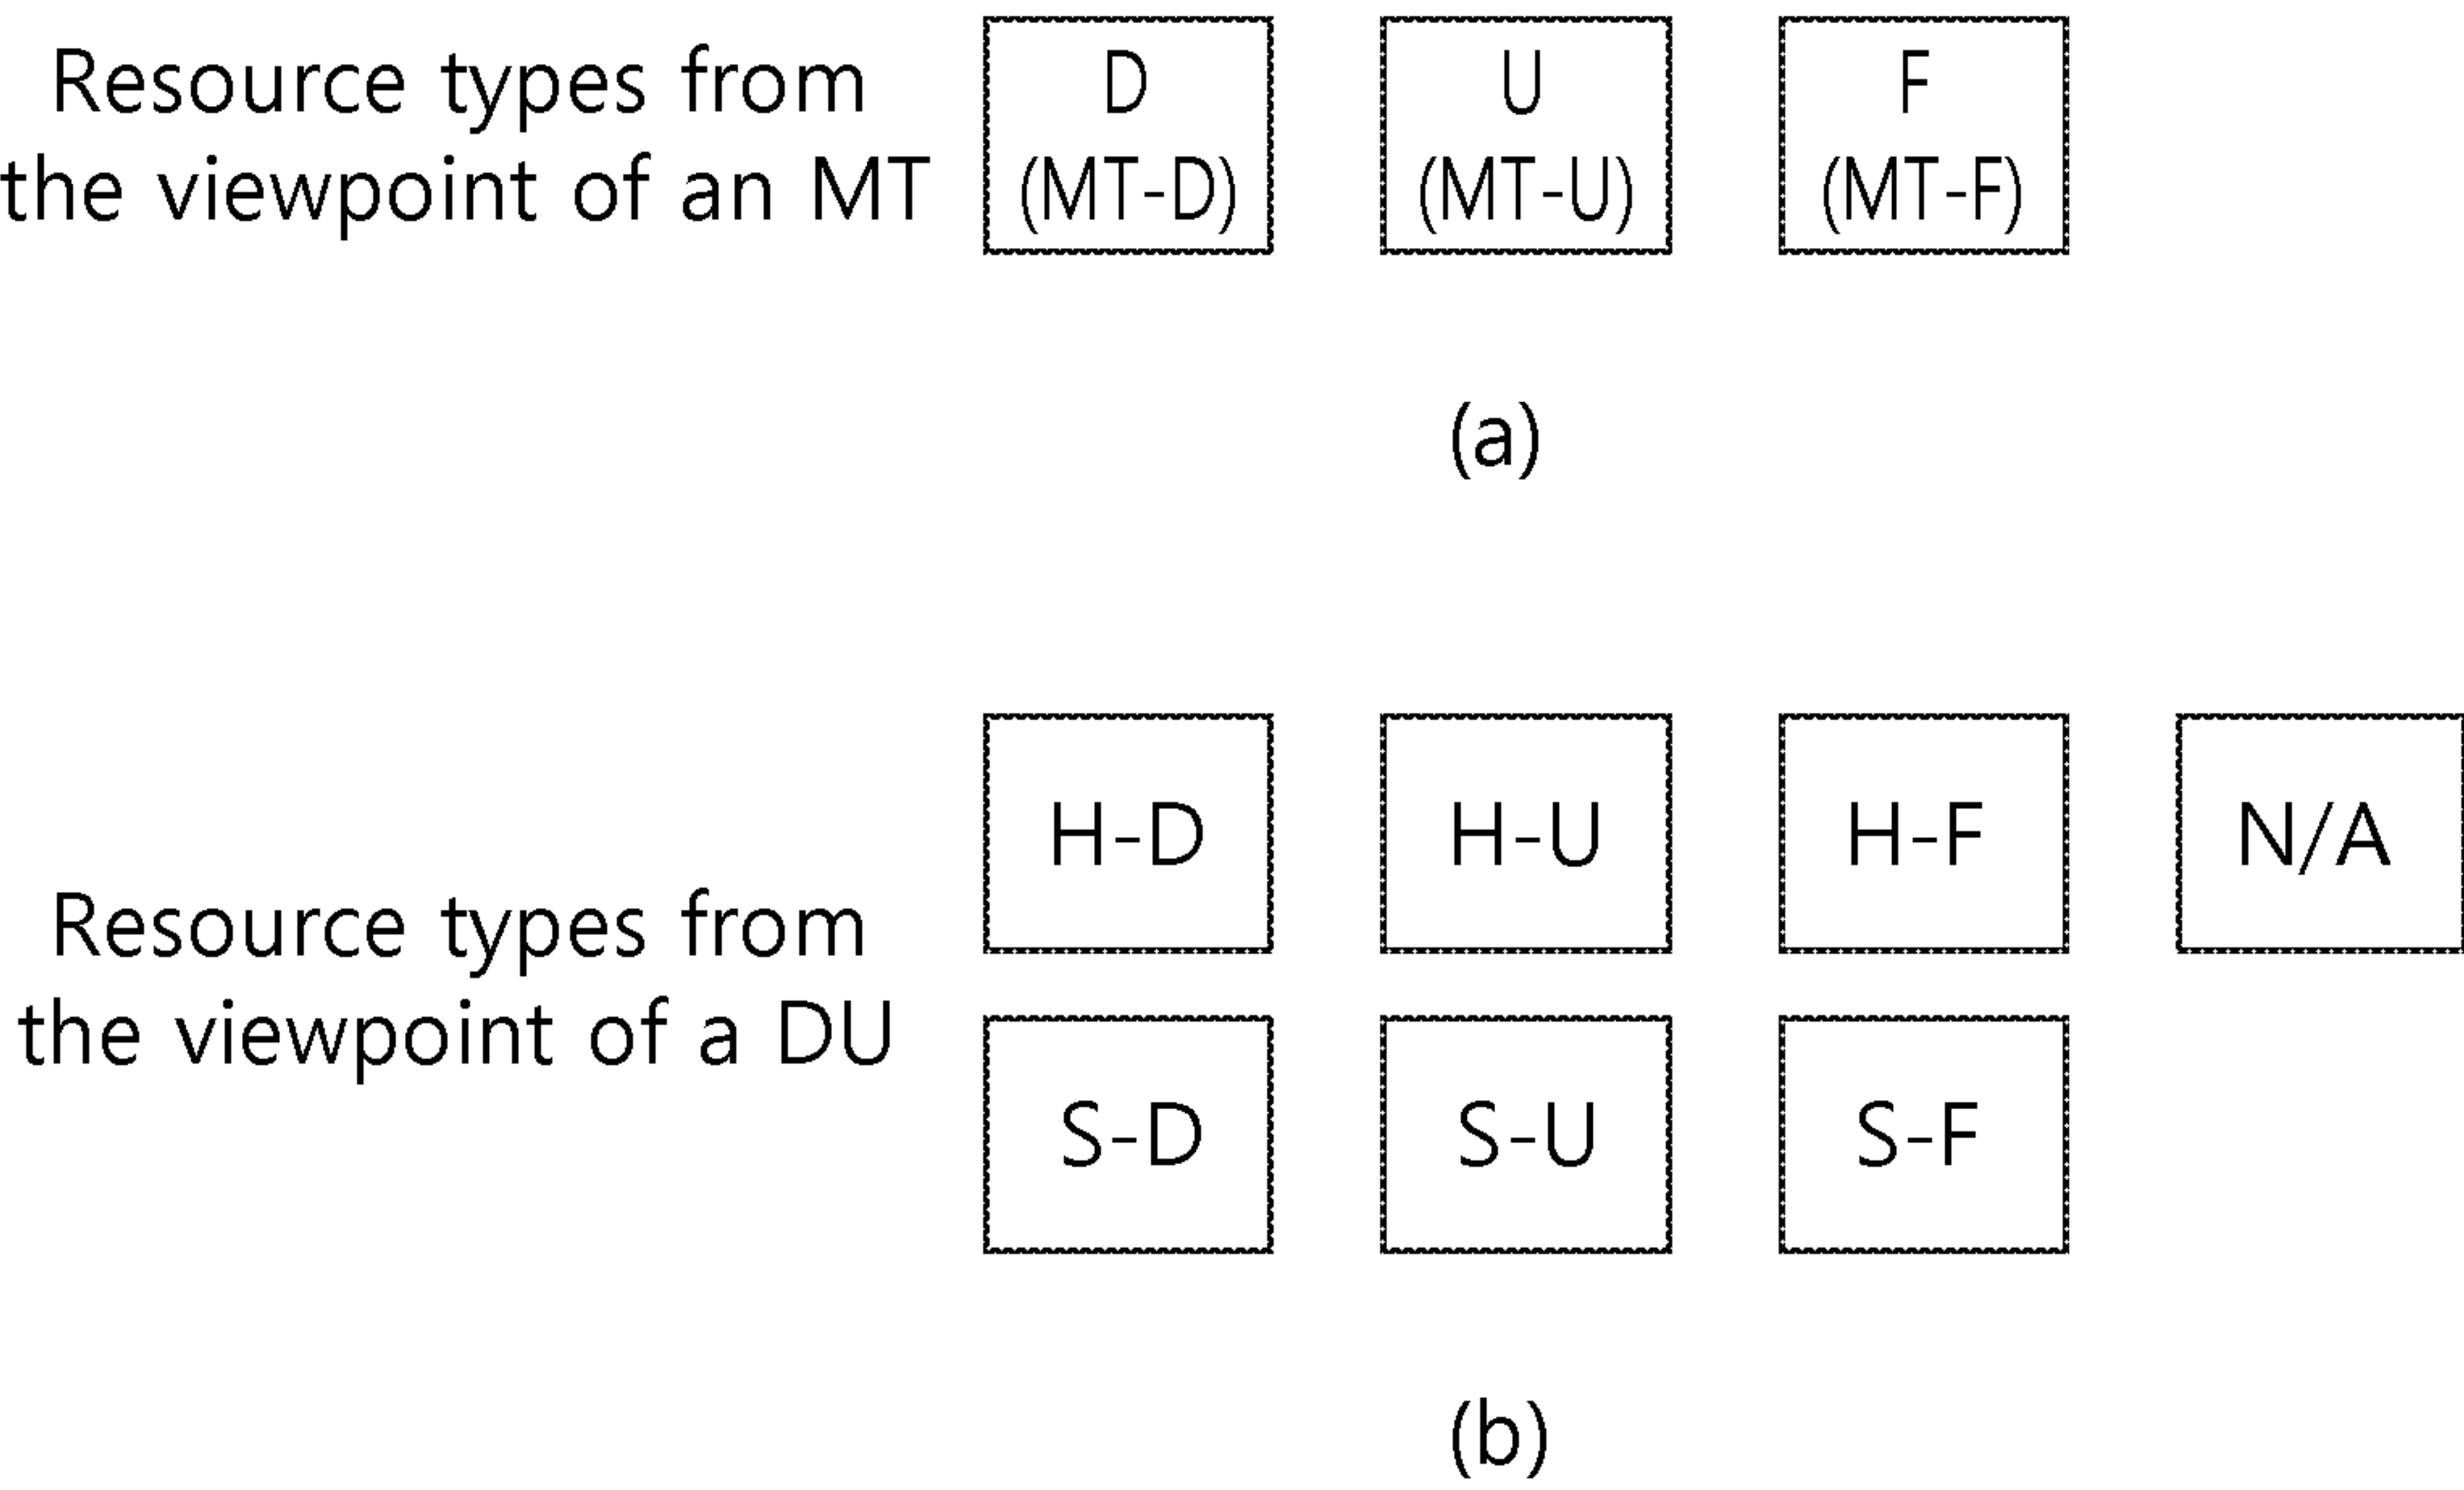 Resource types from
the viewpoint of an MT
D
(MT-D)
U
(MT-U)
F
(MT-F)
(a)
Resource types from
the viewpoint of a DU
H-D
H-U
H-F
N/A
S-D
S-U
S-F
(b)